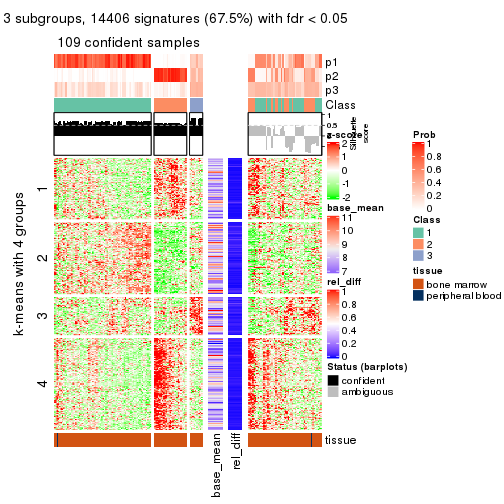 3 subgroups, 14406 signatures (67.5%) with fdr < 0.05
109 confident samples
p1
p2
p3
Class
1
0.5
0
Silhouette
score
z-score
2
1
0
-1
-2
base_mean
11
10
9
8
7
rel_diff
1
0.8
0.6
0.4
0.2
0
Status (barplots)
confident
ambiguous
Prob
1
0.8
0.6
0.4
0.2
0
Class
1
2
3
tissue
bone marrow
peripheral blood
k-means with 4 groups
1
2
3
4
tissue
base_mean
rel_diff